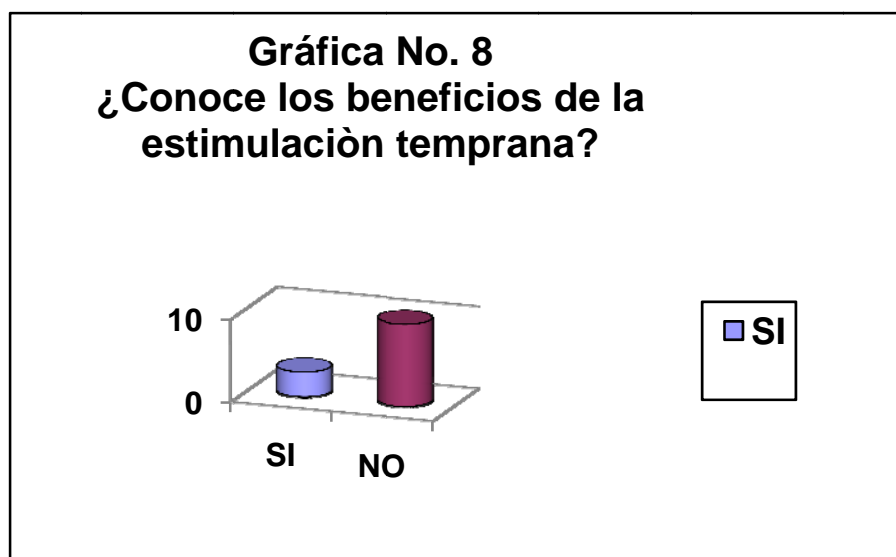 Gráfica No. 8
¿Conoce los beneficios de la
estimulaciòn temprana?
10
0
SI
NO
SI